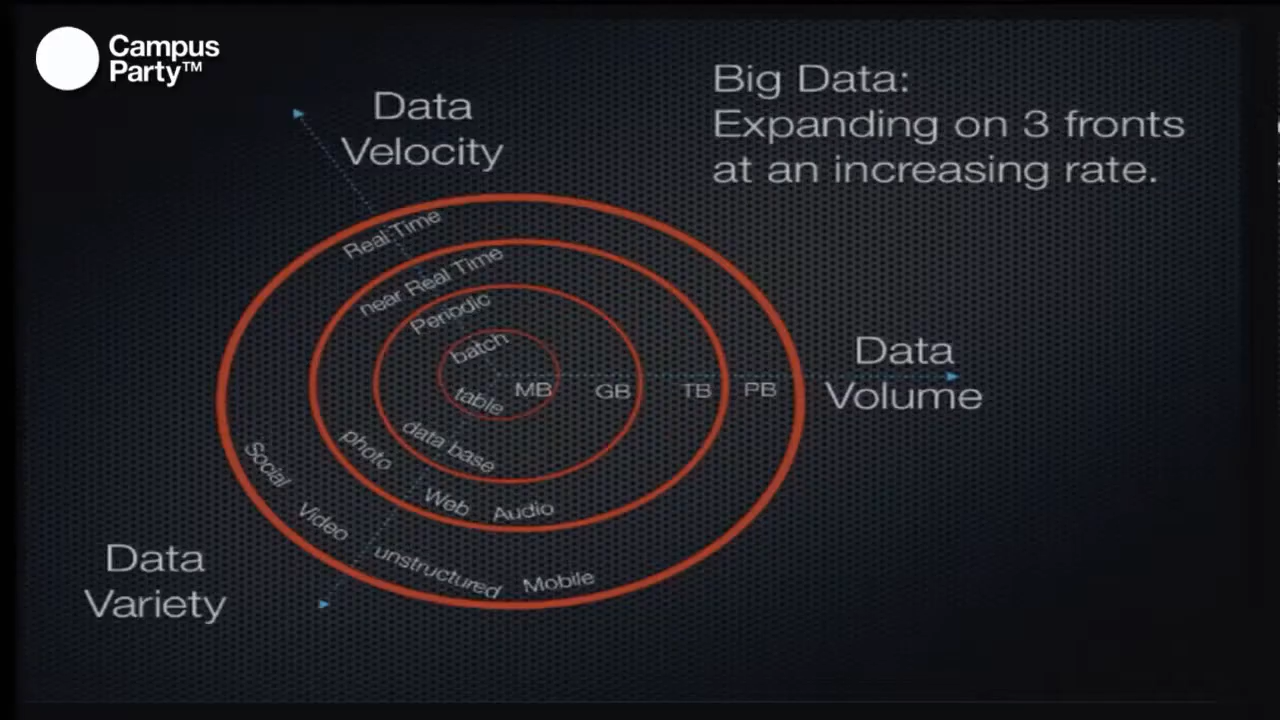 Campus
Party™
Big Data:
Expanding on 3 fronts
at an increasing rate.
Data
Velocity
Real Time
near Real Time
Periodic
batch
table
MB
GB
TB
PB
Data
Volume
data base
photo
Web
Audio
Social
Video
unstructured
Mobile
Data
Variety